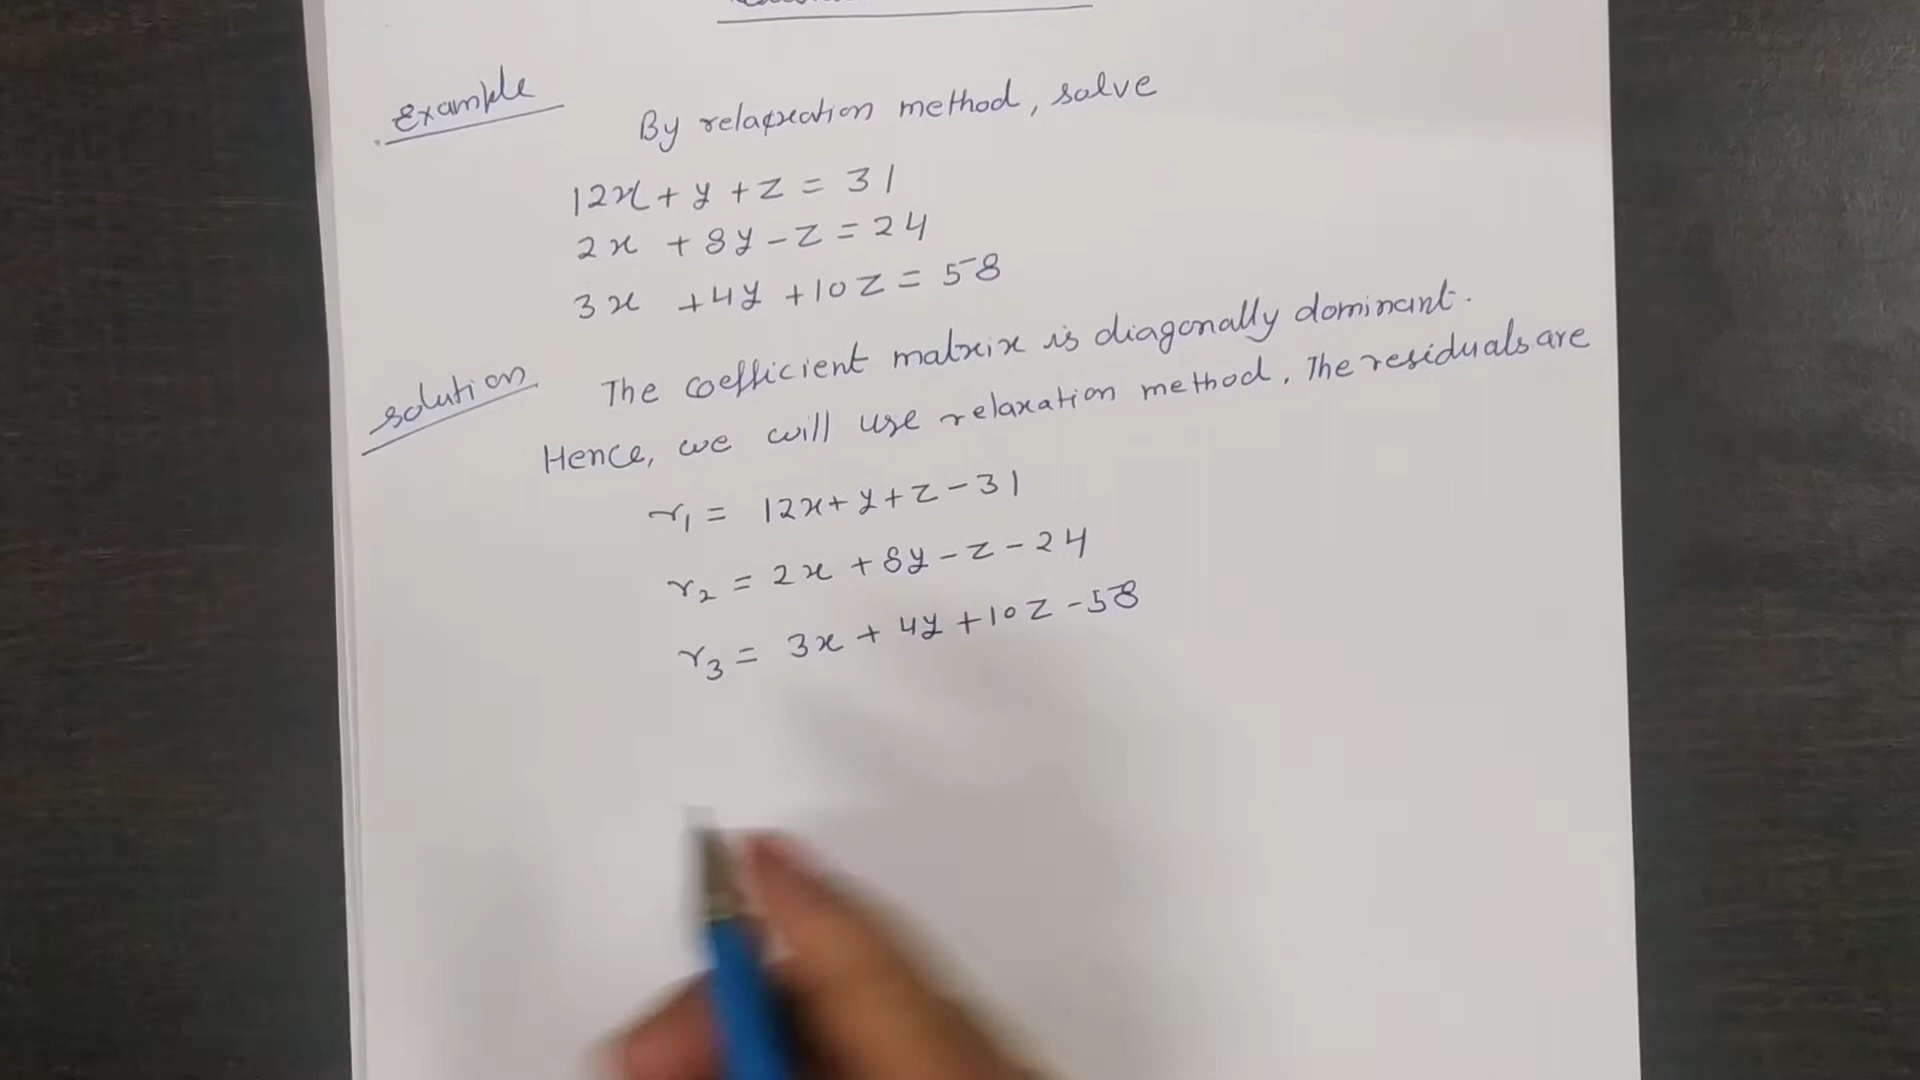 Example
By relaxation method, solve
12x + y + z = 31
2x + 8y - z = 24
3x + 4y + 10z = 58
Solution The coefficient matrix is diagonally dominant.
Hence, we will use relaxation method. The residuals are
r₁ = 12x + y + z - 31
r₂ = 2x + 8y - z - 24
r₃ = 3x + 4y + 10z - 58